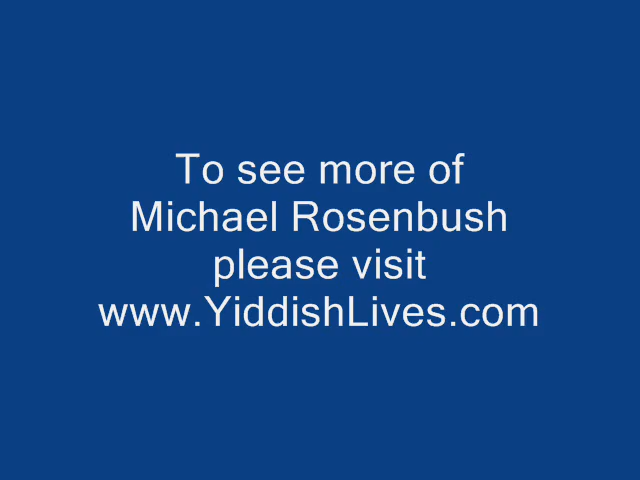 To see more of
Michael Rosenbush
please visit
www.YiddishLives.com